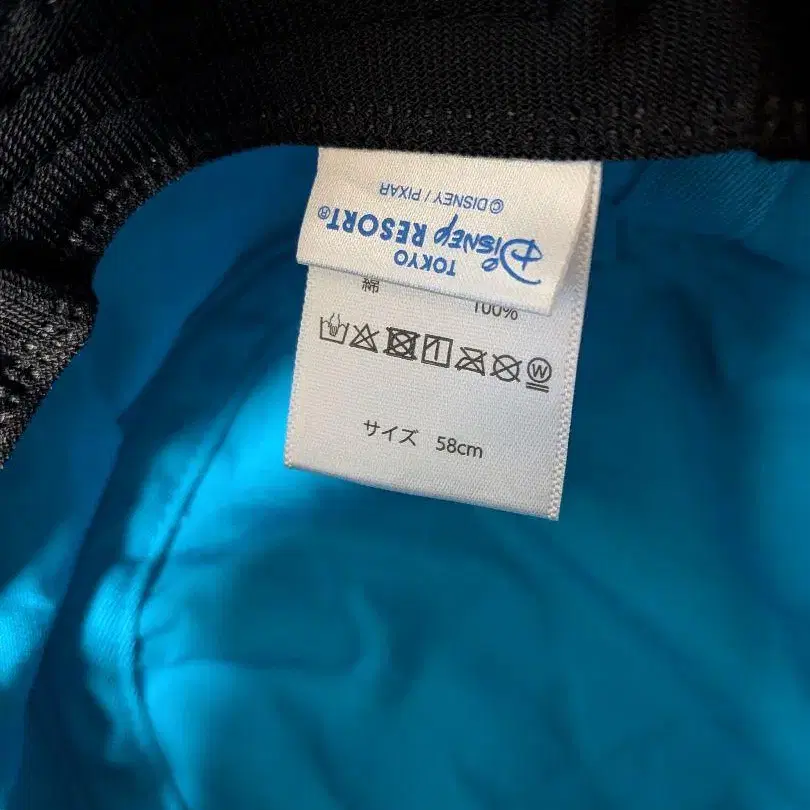 TOKYO
Disney RESORT®
©DISNEY / PIXAR
綿 100%
W
サイズ 58cm